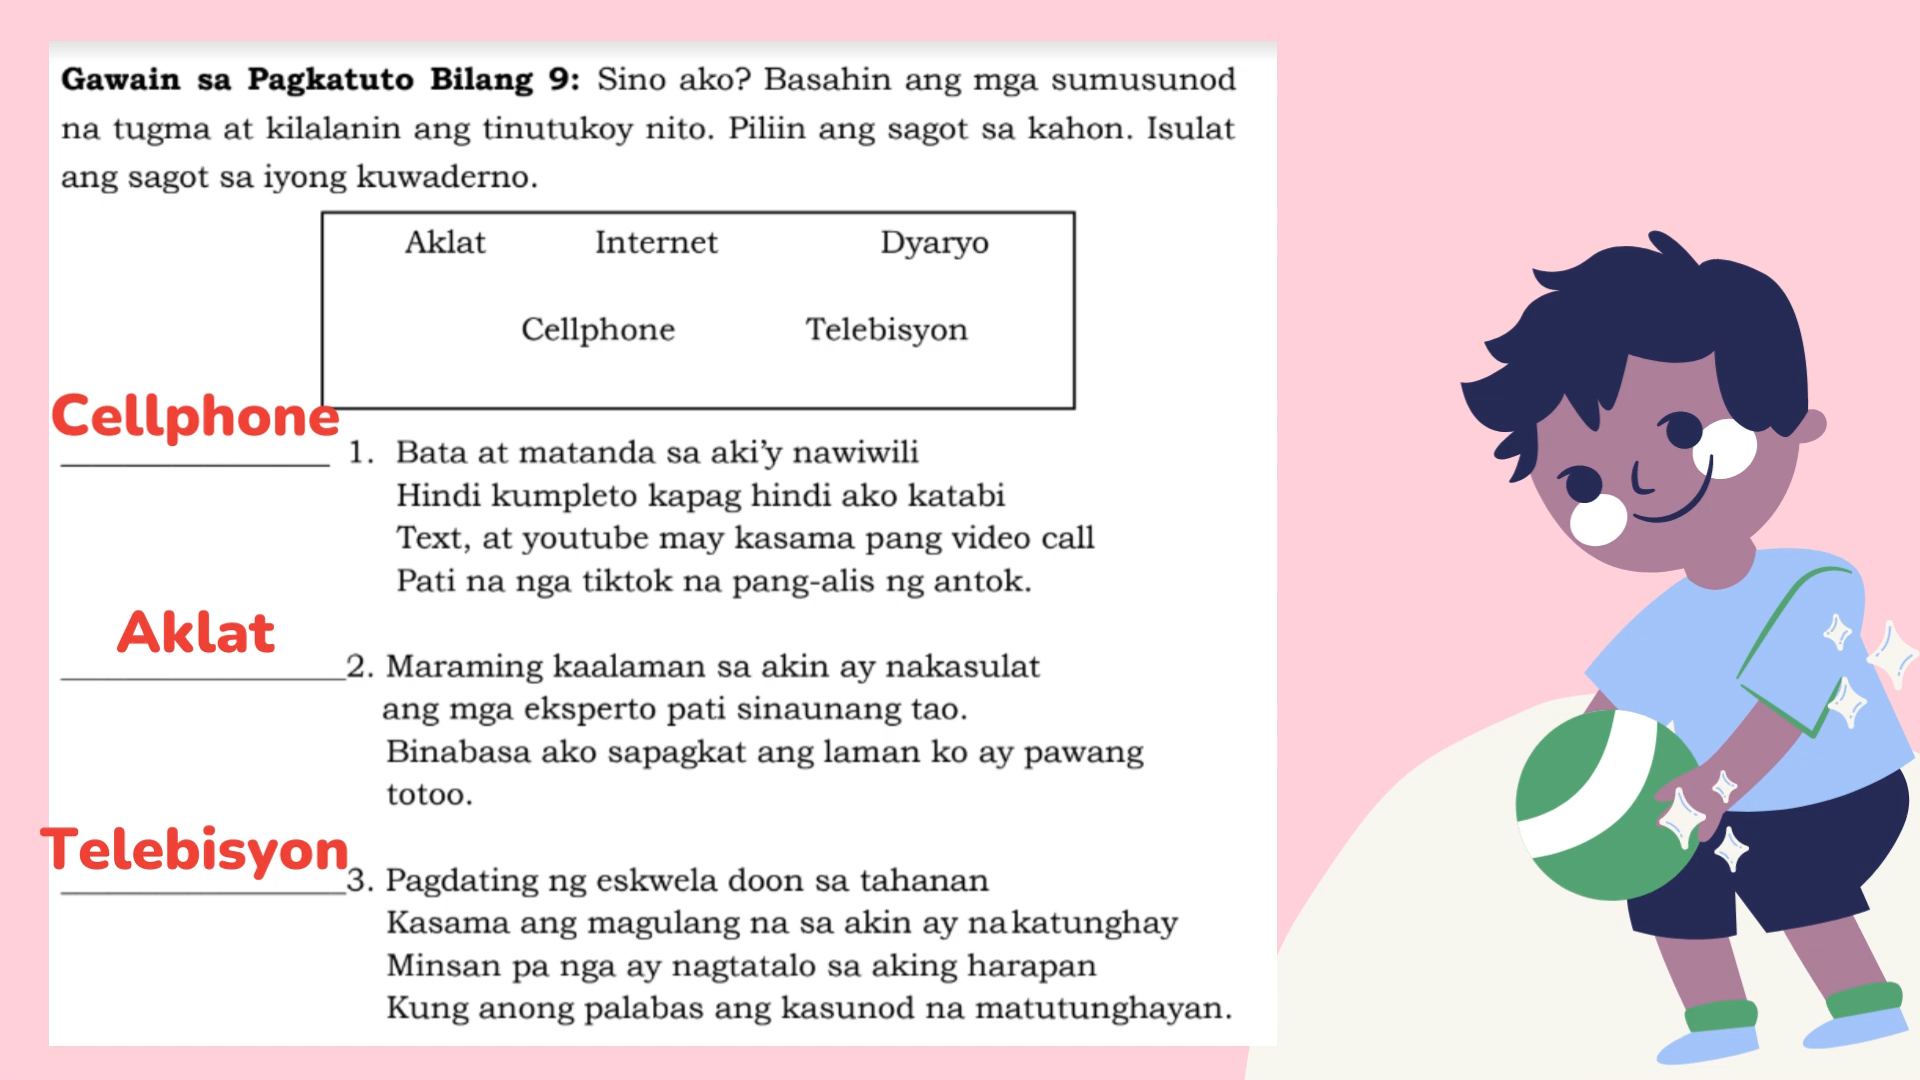 Gawain sa Pagkatuto Bilang 9: Sino ako? Basahin ang mga sumusunod
na tugma at kilalanin ang tinutukoy nito. Piliin ang sagot sa kahon. Isulat
ang sagot sa iyong kuwaderno.
Aklat Internet Dyaryo
Cellphone Telebisyon
Cellphone
______________ 1. Bata at matanda sa aki’y nawiwili
Hindi kumpleto kapag hindi ako katabi
Text, at youtube may kasama pang video call
Pati na nga tiktok na pang-alis ng antok.
Aklat
_______________2. Maraming kaalaman sa akin ay nakasulat
ang mga eksperto pati sinaunang tao.
Binabasa ako sapagkat ang laman ko ay pawang
totoo.
Telebisyon
_______________3. Pagdating ng eskwela doon sa tahanan
Kasama ang magulang na sa akin ay nakatunghay
Minsan pa nga ay nagtatalo sa aking harapan
Kung anong palabas ang kasunod na matutunghayan.